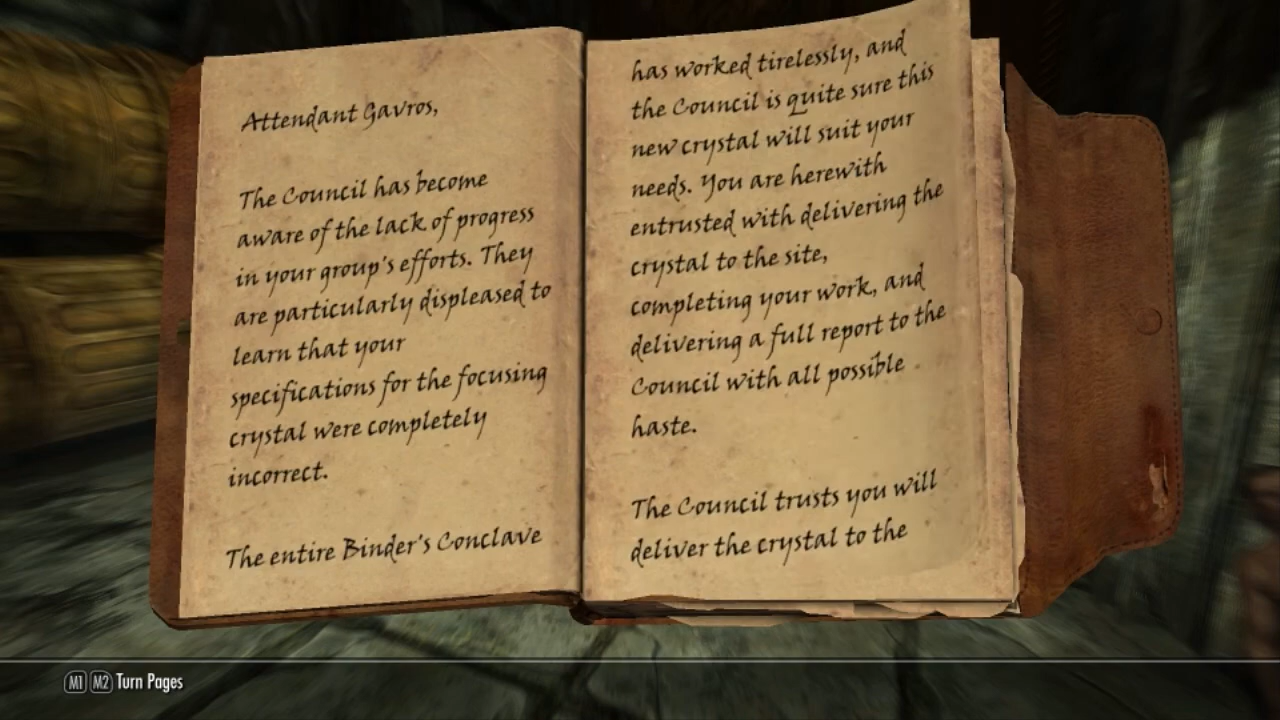 Attendant Gavros,
The Council has become
aware of the lack of progress
in your group's efforts. They
are particularly displeased to
learn that your
specifications for the focusing
crystal were completely
incorrect.
The entire Binder's Conclave
has worked tirelessly, and
the Council is quite sure this
new crystal will suit your
needs. You are herewith
entrusted with delivering the
crystal to the site,
completing your work, and
delivering a full report to the
Council with all possible
haste.
The Council trusts you will
deliver the crystal to the
M1 M2 Turn Pages